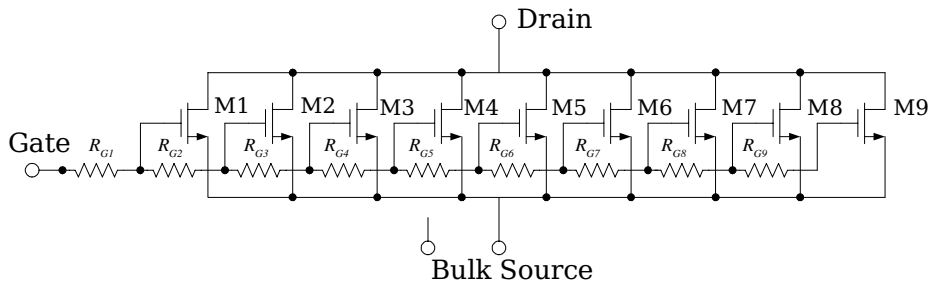 Drain
M1 M2 M3 M4 M5 M6 M7 M8 M9
Gate
RG1 RG2 RG3 RG4 RG5 RG6 RG7 RG8 RG9
Bulk Source